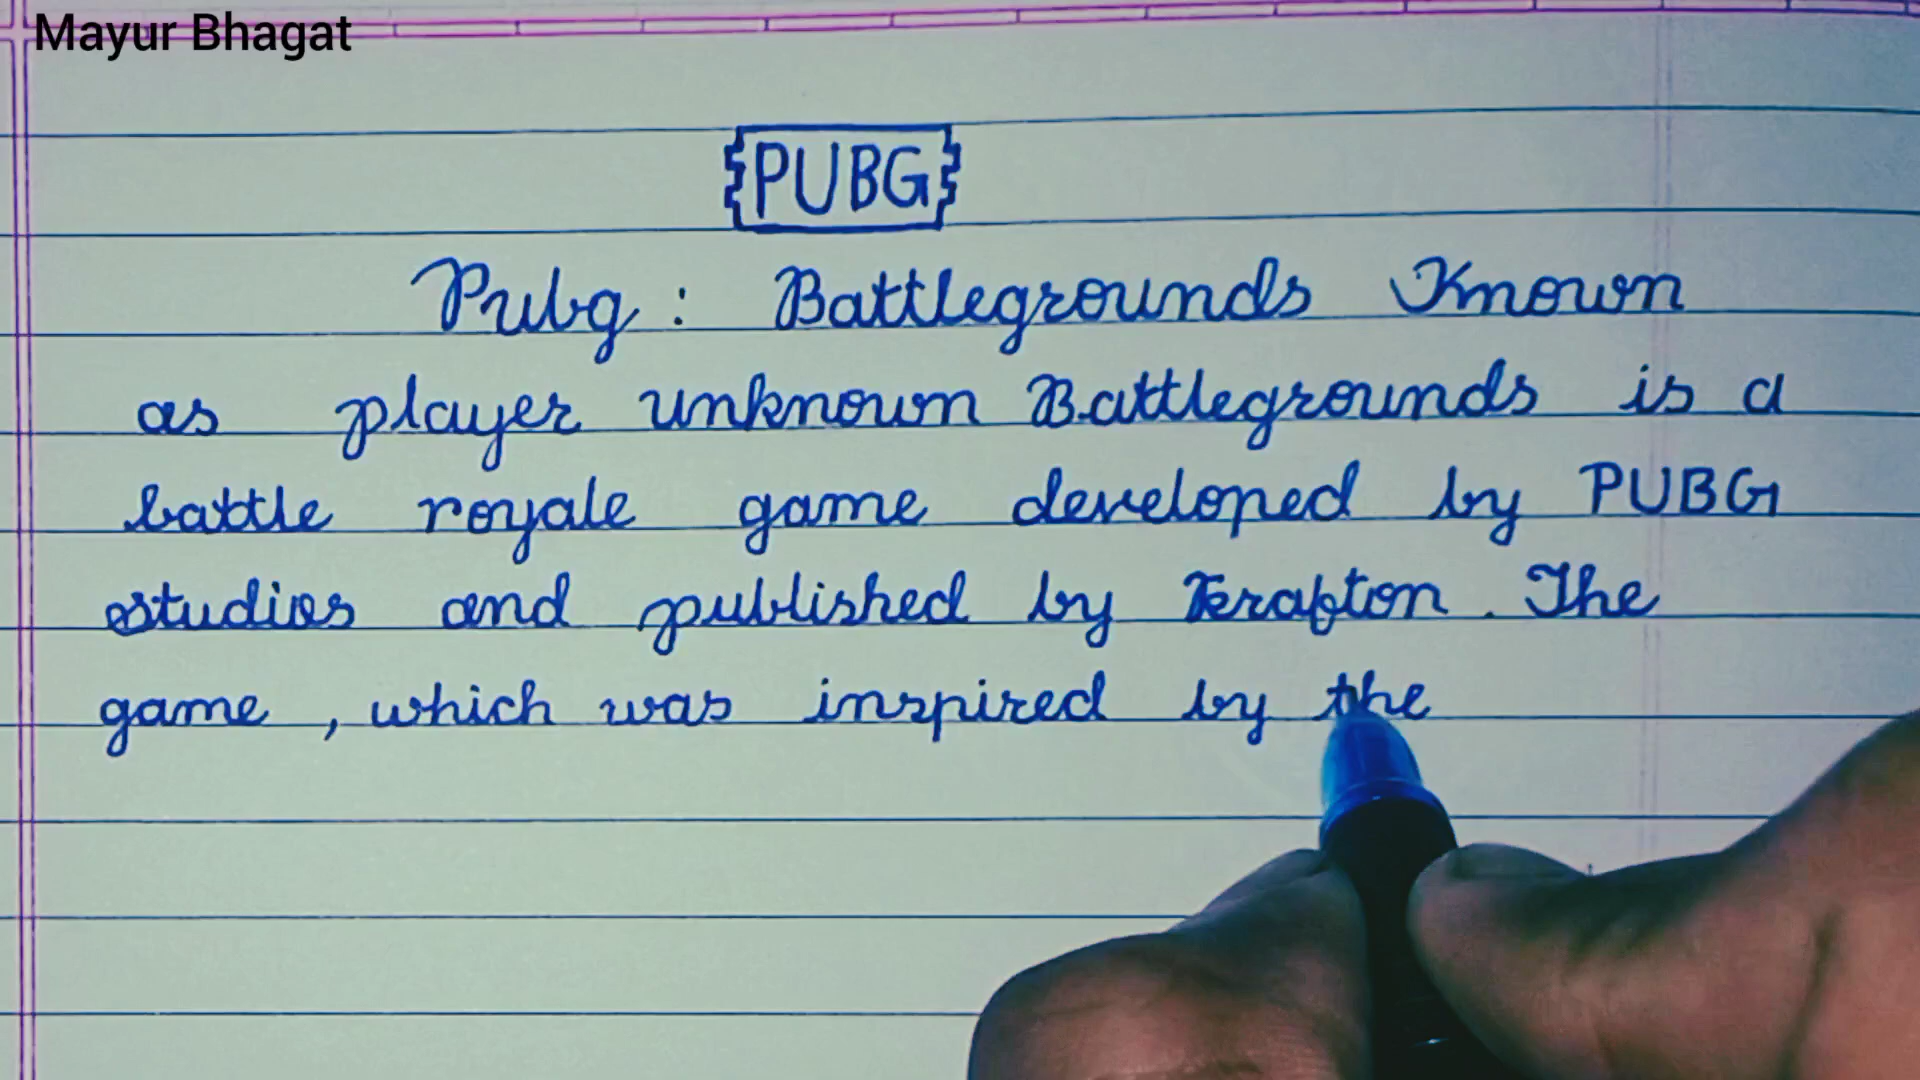 Mayur Bhagat
PUBG
Pubg : Battlegrounds Known
as player unknown Battlegrounds is a
battle royale game developed by PUBG
studios and published by Krafton. The
game, which was inspired by the